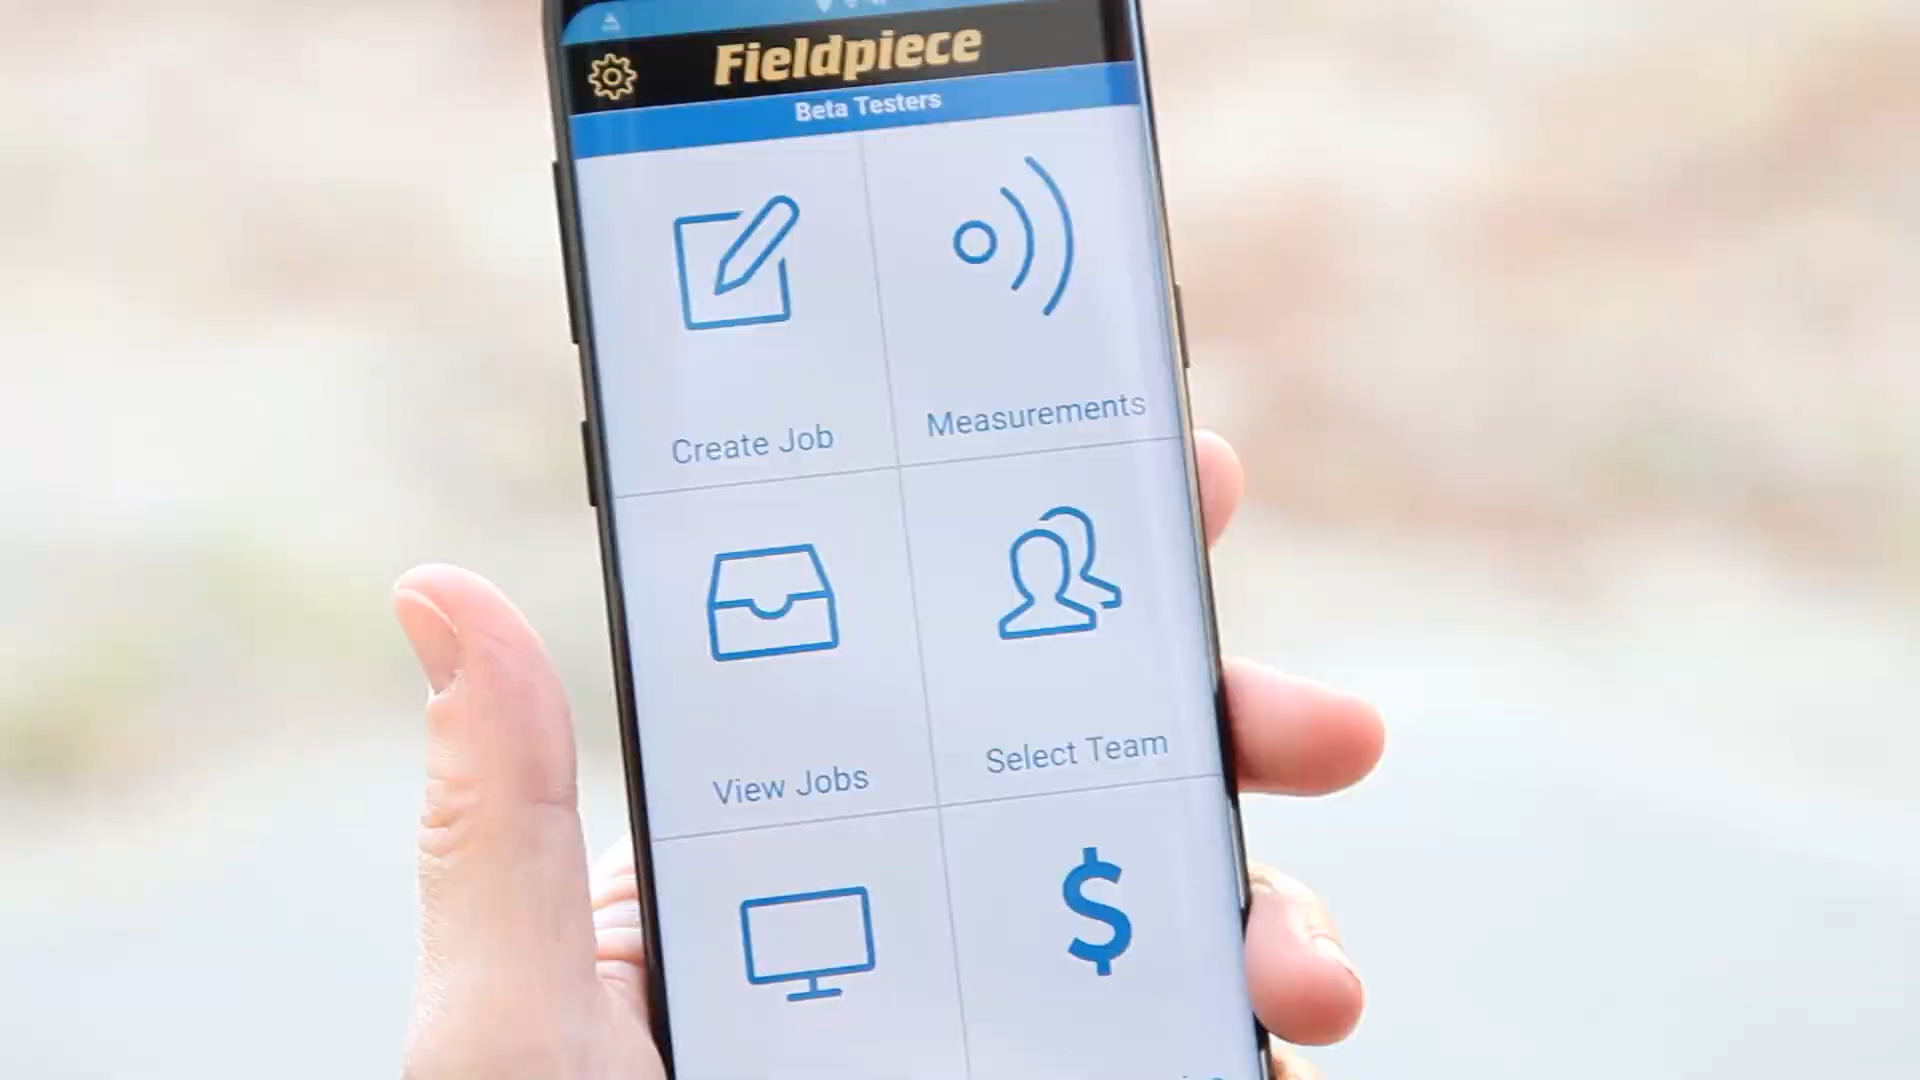 Fieldpiece
Beta Testers
Create Job
Measurements
View Jobs
Select Team
$